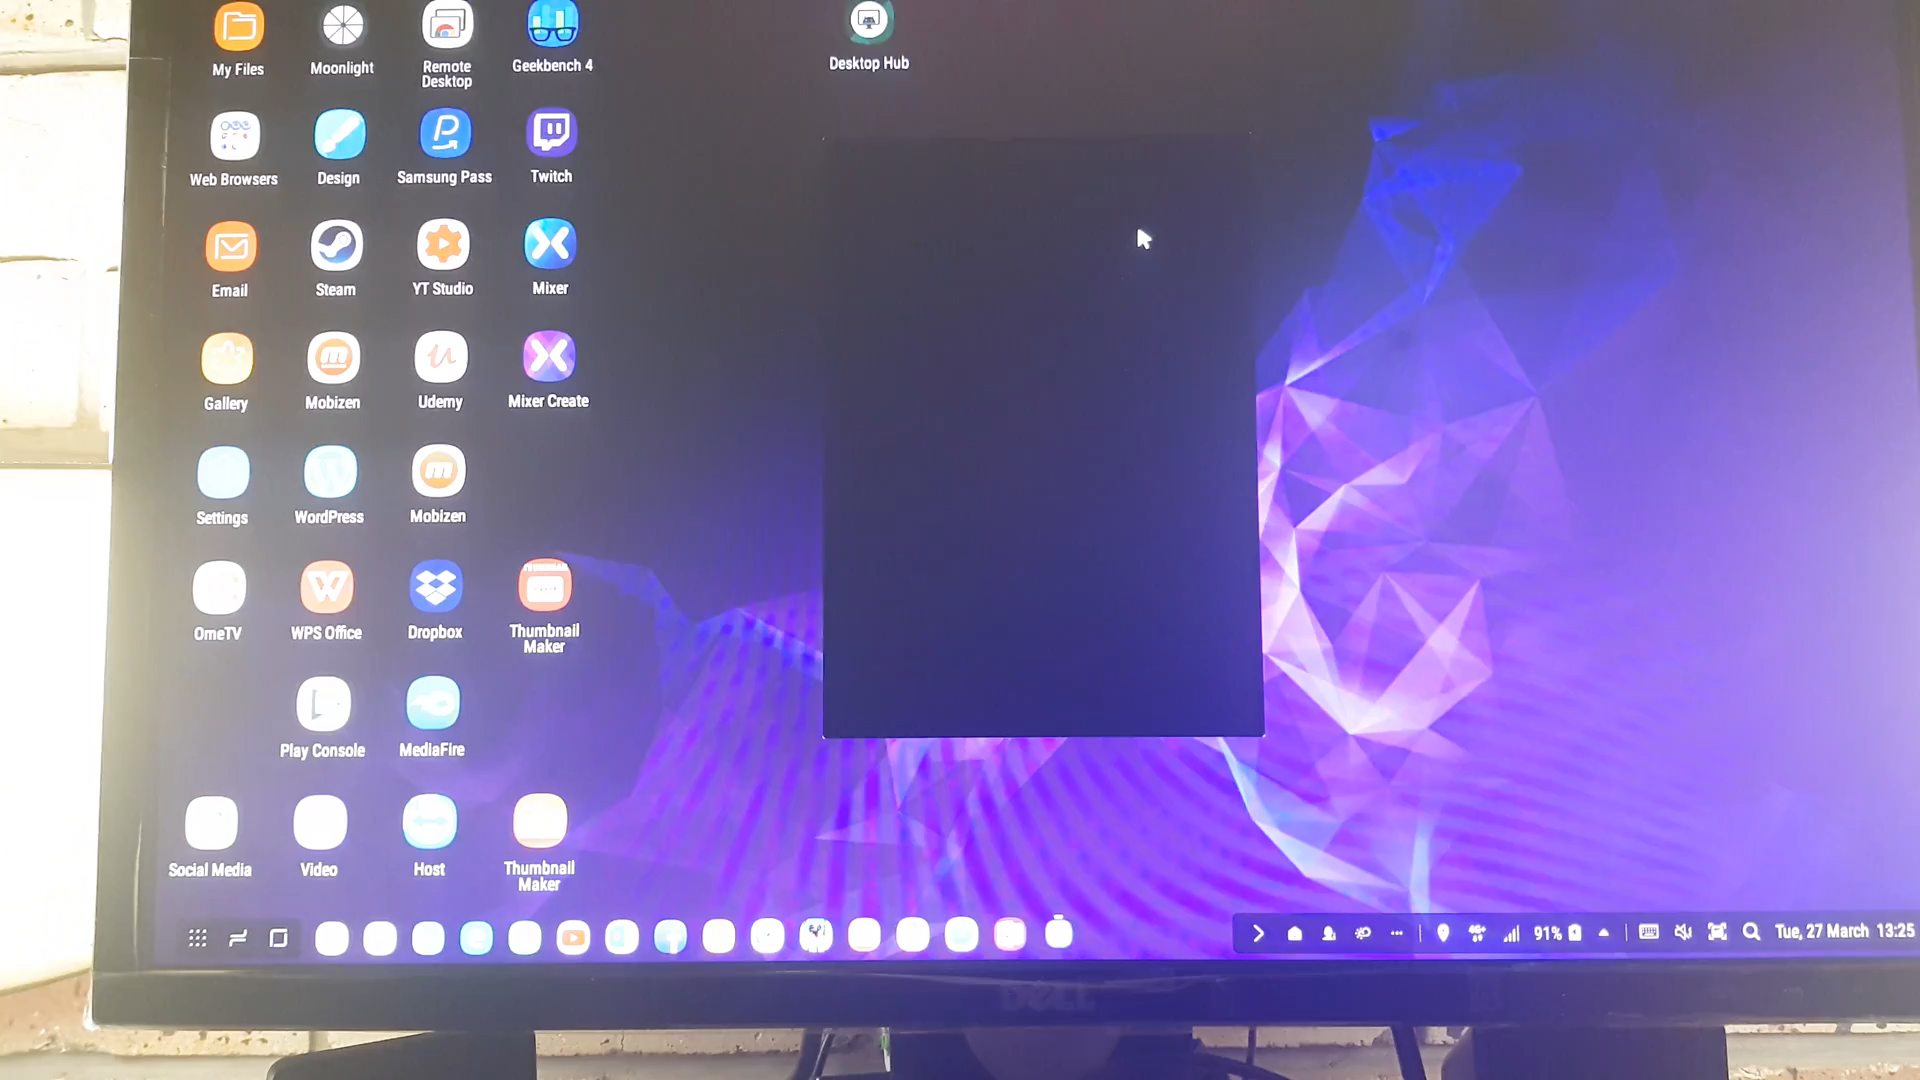 My Files
Moonlight
Remote
Desktop
Geekbench 4
Desktop Hub
Web Browsers
Design
Samsung Pass
Twitch
Email
Steam
YT Studio
Mixer
Gallery
Mobizen
Udemy
Mixer Create
Settings
WordPress
Mobizen
OmeTV
WPS Office
Dropbox
Thumbnail
Maker
Play Console
MediaFire
Social Media
Video
Host
Thumbnail
Maker
4G+ 91% Tue, 27 March 13:25
DELL